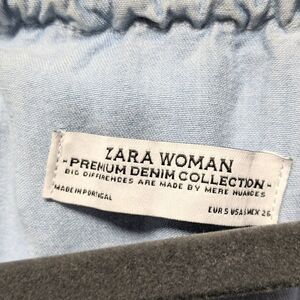 ZARA WOMAN
- PREMIUM DENIM COLLECTION -
BIG DIFFERENCES ARE MADE BY MERE NUANCES
MADE IN PORTUGAL
EUR S USA S MEX 26